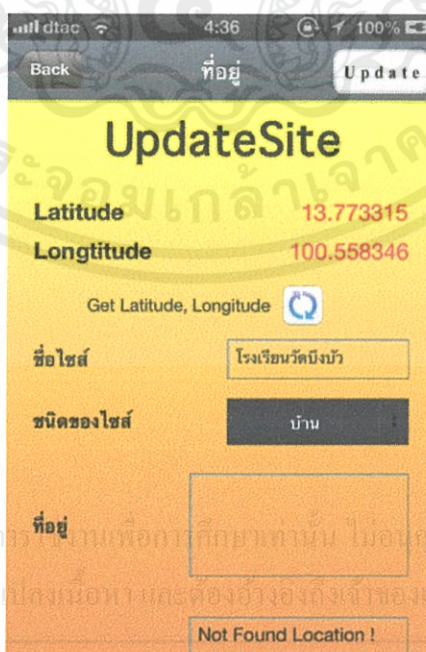 dtac 4:36 100%
Back ที่อยู่ Update
UpdateSite
Latitude 13.773315
Longtitude 100.558346
Get Latitude, Longitude
ชื่อไซส์ โรงเรียนวัดบึงบัว
ชนิดของไซส์ บ้าน
ที่อยู่
Not Found Location !